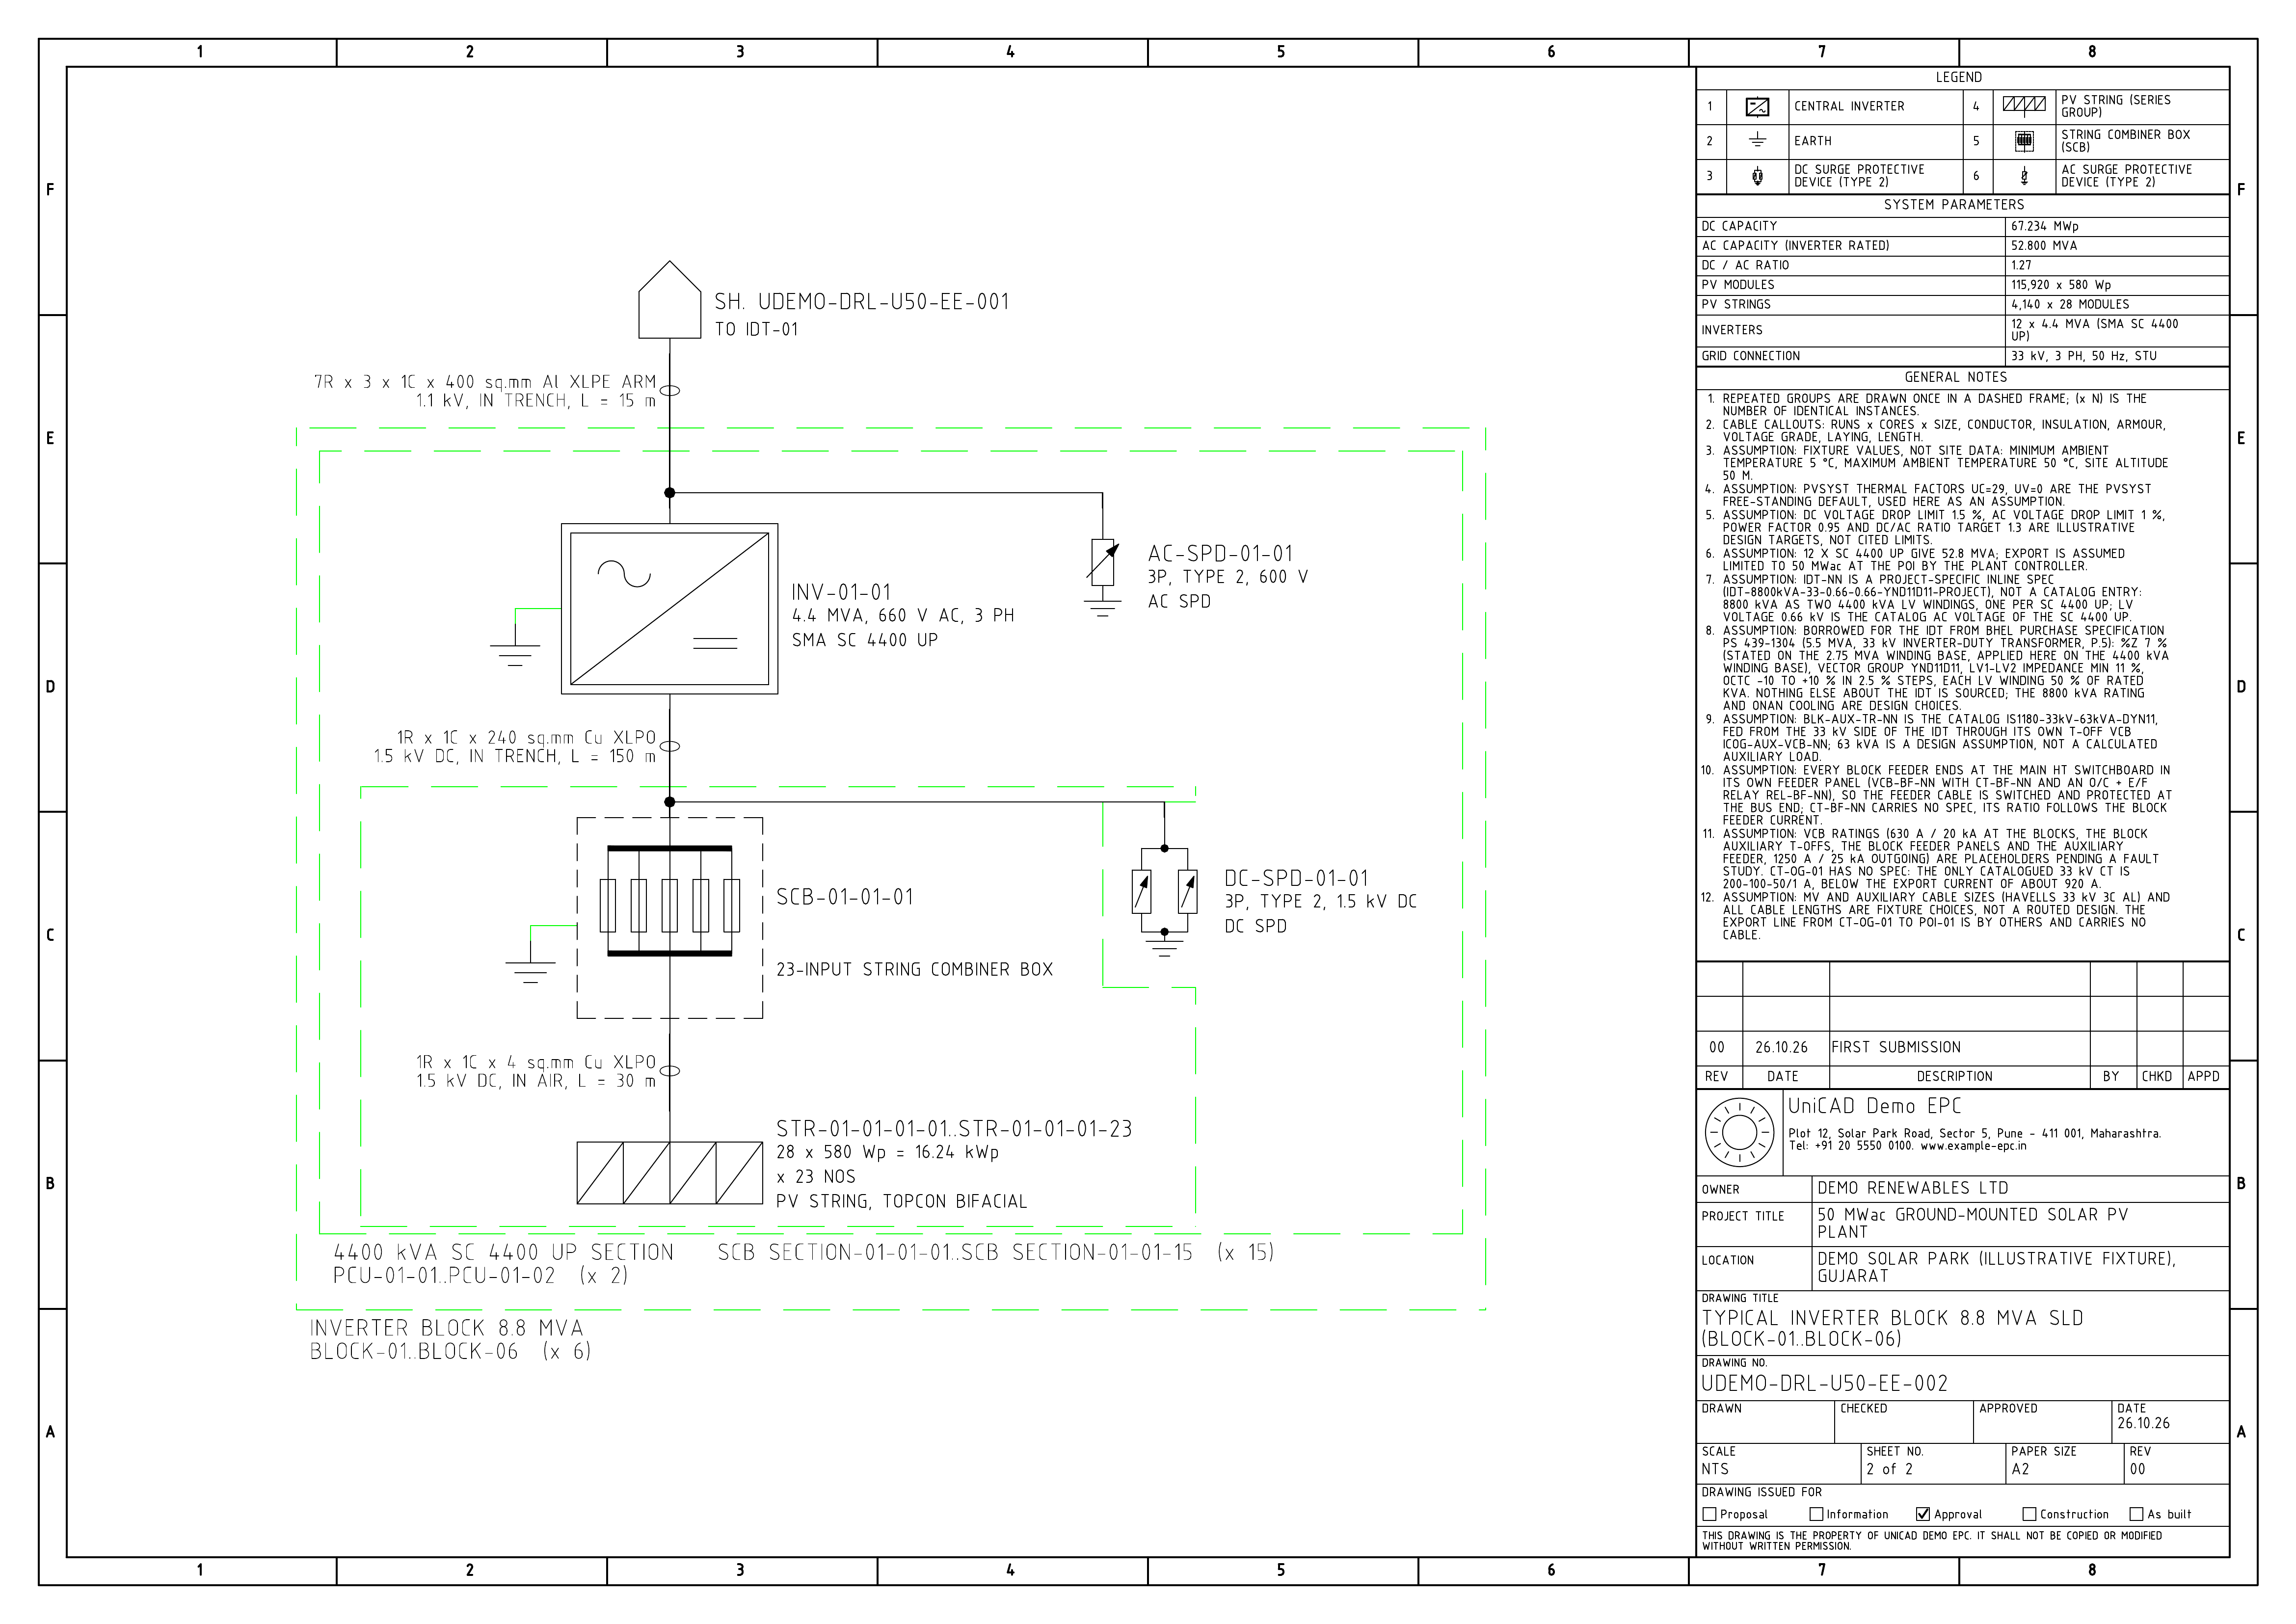 1 2 3 4 5 6 7 8
F
E
D
C
B
A
SH. UDEMO-DRL-U50-EE-001
TO IDT-01
7R x 3 x 1C x 400 sq.mm Al XLPE ARM
1.1 kV, IN TRENCH, L = 15 m
AC-SPD-01-01
3P, TYPE 2, 600 V
AC SPD
INV-01-01
4.4 MVA, 660 V AC, 3 PH
SMA SC 4400 UP
1R x 1C x 240 sq.mm Cu XLPO
1.5 kV DC, IN TRENCH, L = 150 m
DC-SPD-01-01
3P, TYPE 2, 1.5 kV DC
DC SPD
SCB-01-01-01
23-INPUT STRING COMBINER BOX
1R x 1C x 4 sq.mm Cu XLPO
1.5 kV DC, IN AIR, L = 30 m
STR-01-01-01-01..STR-01-01-01-23
28 x 580 Wp = 16.24 kWp
x 23 NOS
PV STRING, TOPCON BIFACIAL
4400 kVA SC 4400 UP SECTION
PCU-01-01..PCU-01-02 (x 2)
SCB SECTION-01-01-01..SCB SECTION-01-01-15 (x 15)
INVERTER BLOCK 8.8 MVA
BLOCK-01..BLOCK-06 (x 6)
LEGEND
1 CENTRAL INVERTER
4 PV STRING (SERIES
GROUP)
2 EARTH
5 STRING COMBINER BOX
(SCB)
3 DC SURGE PROTECTIVE
DEVICE (TYPE 2)
6 AC SURGE PROTECTIVE
DEVICE (TYPE 2)
SYSTEM PARAMETERS
DC CAPACITY 67.234 MWp
AC CAPACITY (INVERTER RATED) 52.800 MVA
DC / AC RATIO 1.27
PV MODULES 115,920 x 580 Wp
PV STRINGS 4,140 x 28 MODULES
INVERTERS 12 x 4.4 MVA (SMA SC 4400
UP)
GRID CONNECTION 33 kV, 3 PH, 50 Hz, STU
GENERAL NOTES
1. REPEATED GROUPS ARE DRAWN ONCE IN A DASHED FRAME; (x N) IS THE
NUMBER OF IDENTICAL INSTANCES.
2. CABLE CALLOUTS: RUNS x CORES x SIZE, CONDUCTOR, INSULATION, ARMOUR,
VOLTAGE GRADE, LAYING, LENGTH.
3. ASSUMPTION: FIXTURE VALUES, NOT SITE DATA: MINIMUM AMBIENT
TEMPERATURE 5 °C, MAXIMUM AMBIENT TEMPERATURE 50 °C, SITE ALTITUDE
50 M.
4. ASSUMPTION: PVSYST THERMAL FACTORS UC=29, UV=0 ARE THE PVSYST
FREE-STANDING DEFAULT, USED HERE AS AN ASSUMPTION.
5. ASSUMPTION: DC VOLTAGE DROP LIMIT 1.5 %, AC VOLTAGE DROP LIMIT 1 %,
POWER FACTOR 0.95 AND DC/AC RATIO TARGET 1.3 ARE ILLUSTRATIVE
DESIGN TARGETS, NOT CITED LIMITS.
6. ASSUMPTION: 12 X SC 4400 UP GIVE 52.8 MVA; EXPORT IS ASSUMED
LIMITED TO 50 MWac AT THE POI BY THE PLANT CONTROLLER.
7. ASSUMPTION: IDT-NN IS A PROJECT-SPECIFIC INLINE SPEC
(IDT-8800kVA-33-0.66-0.66-YND11D11-PROJECT), NOT A CATALOG ENTRY:
8800 kVA AS TWO 4400 kVA LV WINDINGS, ONE PER SC 4400 UP; LV
VOLTAGE 0.66 kV IS THE CATALOG AC VOLTAGE OF THE SC 4400 UP.
8. ASSUMPTION: BORROWED FOR THE IDT FROM BHEL PURCHASE SPECIFICATION
PS 439-1304 (5.5 MVA, 33 kV INVERTER-DUTY TRANSFORMER, P.5): %Z 7 %
(STATED ON THE 2.75 MVA WINDING BASE, APPLIED HERE ON THE 4400 kVA
WINDING BASE), VECTOR GROUP YND11D11, LV1-LV2 IMPEDANCE MIN 11 %,
OCTC -10 TO +10 % IN 2.5 % STEPS, EACH LV WINDING 50 % OF RATED
KVA. NOTHING ELSE ABOUT THE IDT IS SOURCED; THE 8800 kVA RATING
AND ONAN COOLING ARE DESIGN CHOICES.
9. ASSUMPTION: BLK-AUX-TR-NN IS THE CATALOG IS1180-33kV-63kVA-DYN11,
FED FROM THE 33 kV SIDE OF THE IDT THROUGH ITS OWN T-OFF VCB
ICOG-AUX-VCB-NN; 63 kVA IS A DESIGN ASSUMPTION, NOT A CALCULATED
AUXILIARY LOAD.
10. ASSUMPTION: EVERY BLOCK FEEDER ENDS AT THE MAIN HT SWITCHBOARD IN
ITS OWN FEEDER PANEL (VCB-BF-NN WITH CT-BF-NN AND AN O/C + E/F
RELAY REL-BF-NN), SO THE FEEDER CABLE IS SWITCHED AND PROTECTED AT
THE BUS END; CT-BF-NN CARRIES NO SPEC, ITS RATIO FOLLOWS THE BLOCK
FEEDER CURRENT.
11. ASSUMPTION: VCB RATINGS (630 A / 20 kA AT THE BLOCKS, THE BLOCK
AUXILIARY T-OFFS, THE BLOCK FEEDER PANELS AND THE AUXILIARY
FEEDER, 1250 A / 25 kA OUTGOING) ARE PLACEHOLDERS PENDING A FAULT
STUDY. CT-OG-01 HAS NO SPEC: THE ONLY CATALOGUED 33 kV CT IS
200-100-50/1 A, BELOW THE EXPORT CURRENT OF ABOUT 920 A.
12. ASSUMPTION: MV AND AUXILIARY CABLE SIZES (HAVELLS 33 kV 3C AL) AND
ALL CABLE LENGTHS ARE FIXTURE CHOICES, NOT A ROUTED DESIGN. THE
EXPORT LINE FROM CT-OG-01 TO POI-01 IS BY OTHERS AND CARRIES NO
CABLE.
00 26.10.26 FIRST SUBMISSION
REV DATE DESCRIPTION BY CHKD APPD
UniCAD Demo EPC
Plot 12, Solar Park Road, Sector 5, Pune - 411 001, Maharashtra.
Tel: +91 20 5550 0100. www.example-epc.in
OWNER DEMO RENEWABLES LTD
PROJECT TITLE 50 MWac GROUND-MOUNTED SOLAR PV
PLANT
LOCATION DEMO SOLAR PARK (ILLUSTRATIVE FIXTURE),
GUJARAT
DRAWING TITLE
TYPICAL INVERTER BLOCK 8.8 MVA SLD
(BLOCK-01..BLOCK-06)
DRAWING NO.
UDEMO-DRL-U50-EE-002
DRAWN CHECKED APPROVED DATE
26.10.26
SCALE SHEET NO. PAPER SIZE REV
NTS 2 of 2 A2 00
DRAWING ISSUED FOR
Proposal Information Approval Construction As built
THIS DRAWING IS THE PROPERTY OF UNICAD DEMO EPC. IT SHALL NOT BE COPIED OR MODIFIED
WITHOUT WRITTEN PERMISSION.
F
E
D
C
B
A
1 2 3 4 5 6 7 8